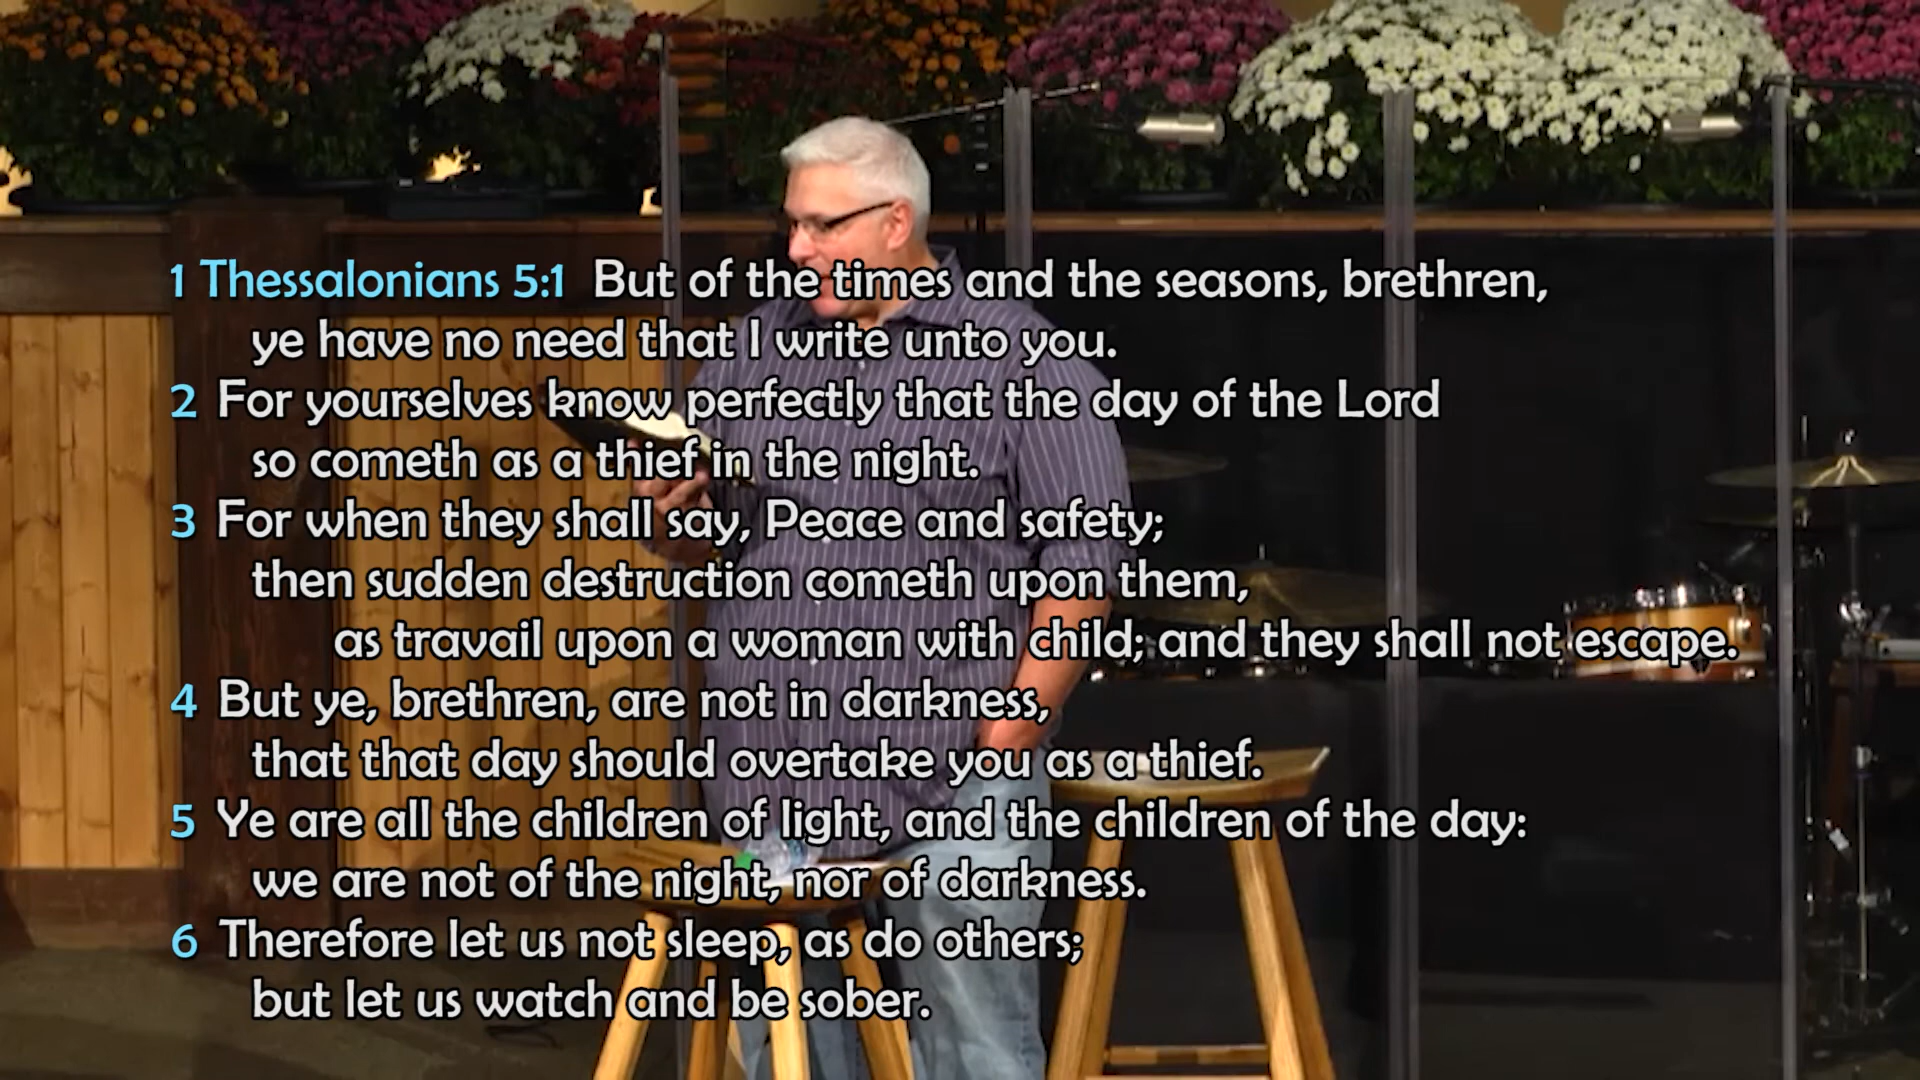 1 Thessalonians 5:1 But of the times and the seasons, brethren,
ye have no need that I write unto you.
2 For yourselves know perfectly that the day of the Lord
so cometh as a thief in the night.
3 For when they shall say, Peace and safety;
then sudden destruction cometh upon them,
as travail upon a woman with child; and they shall not escape.
4 But ye, brethren, are not in darkness,
that that day should overtake you as a thief.
5 Ye are all the children of light, and the children of the day:
we are not of the night, nor of darkness.
6 Therefore let us not sleep, as do others;
but let us watch and be sober.